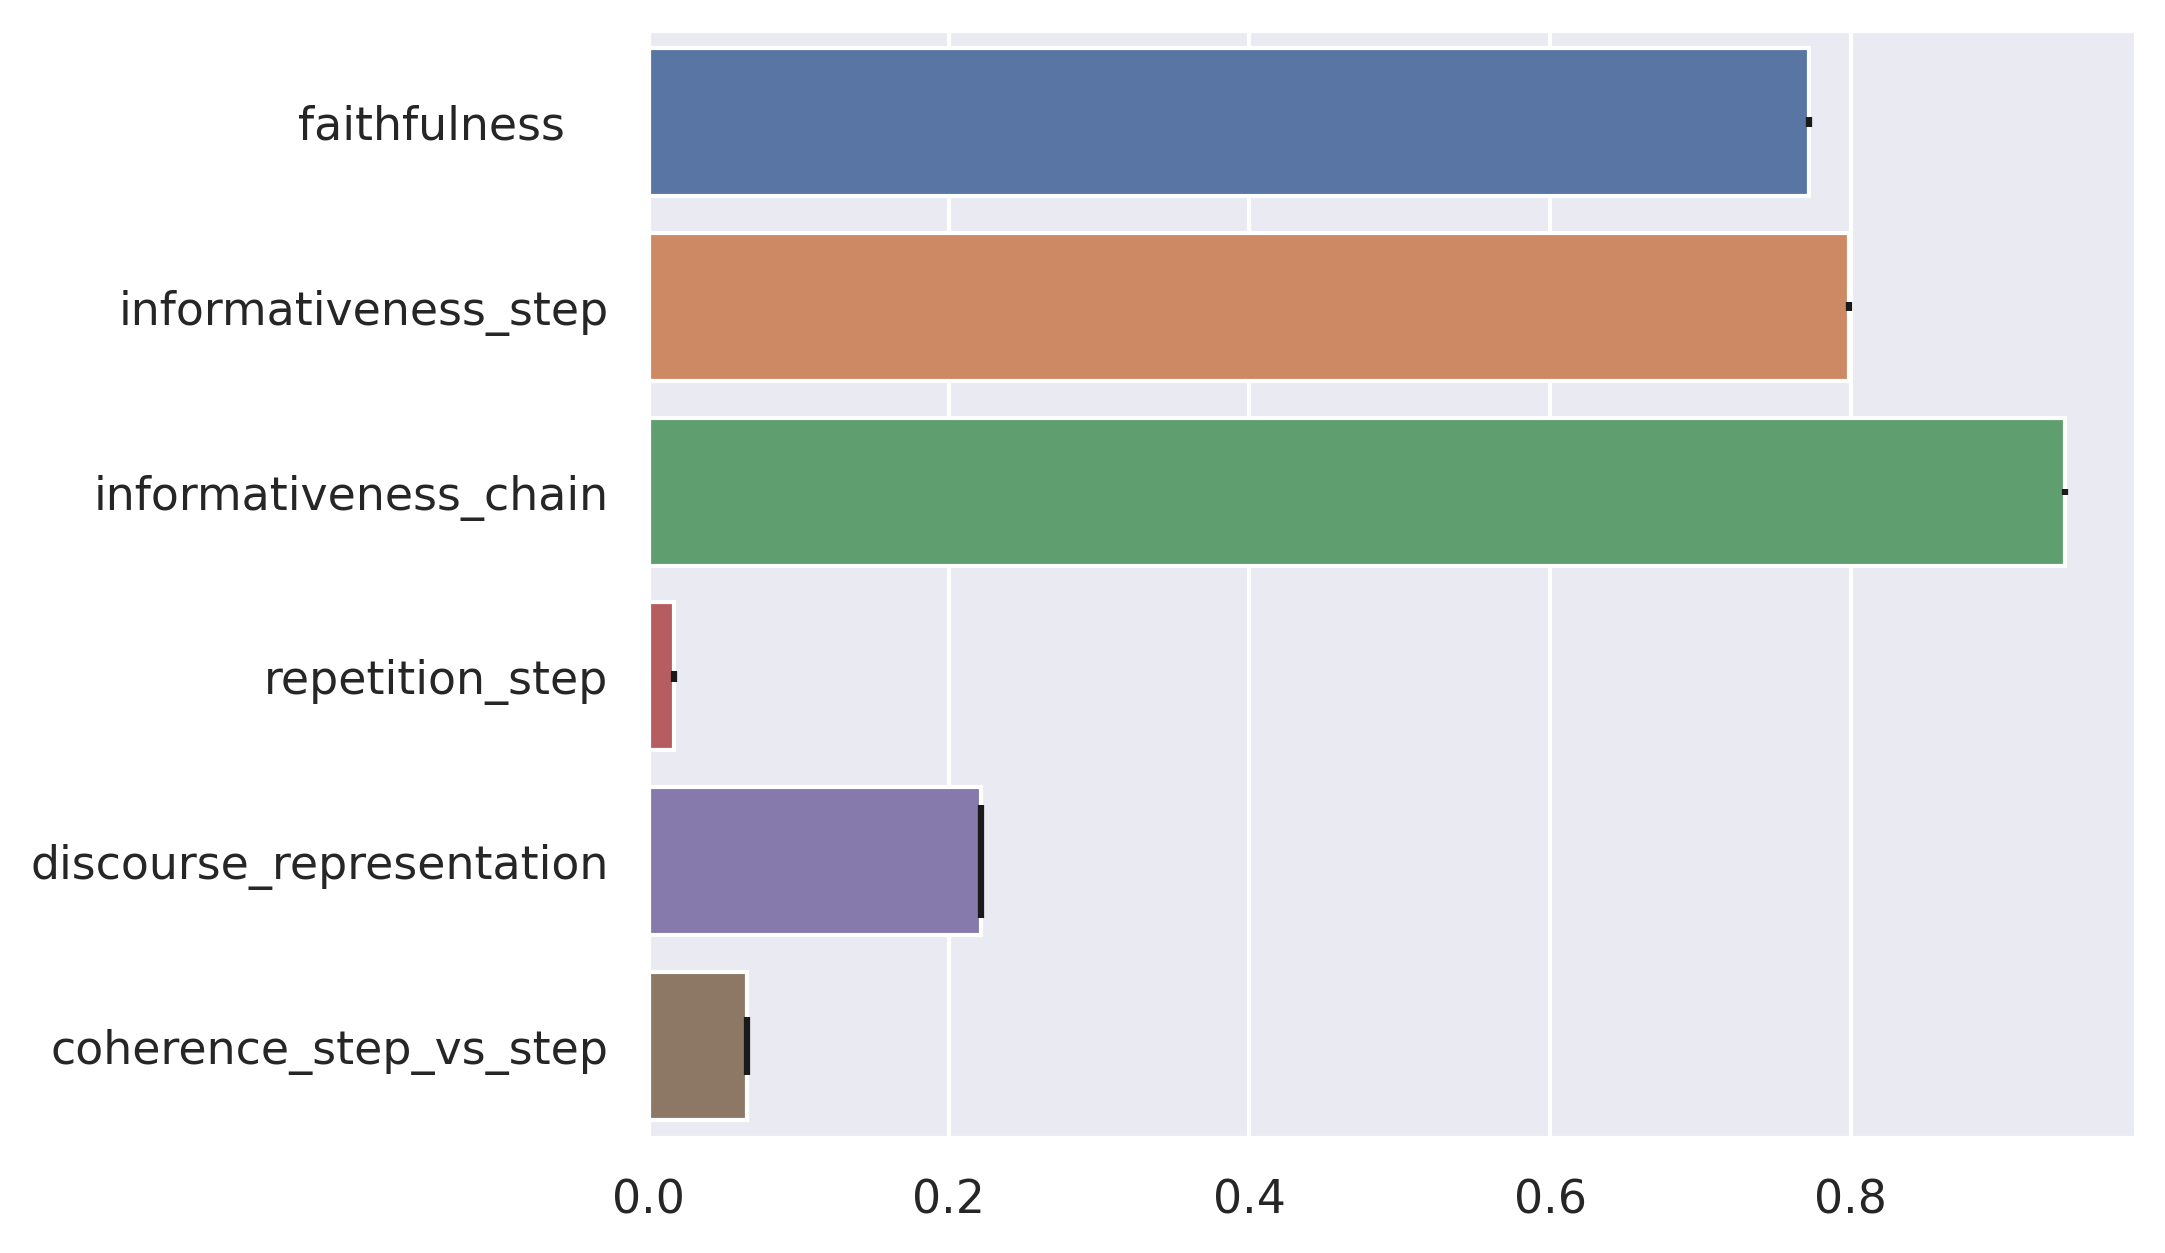 faithfulness
informativeness_step
informativeness_chain
repetition_step
discourse_representation
coherence_step_vs_step
0.0 0.2 0.4 0.6 0.8